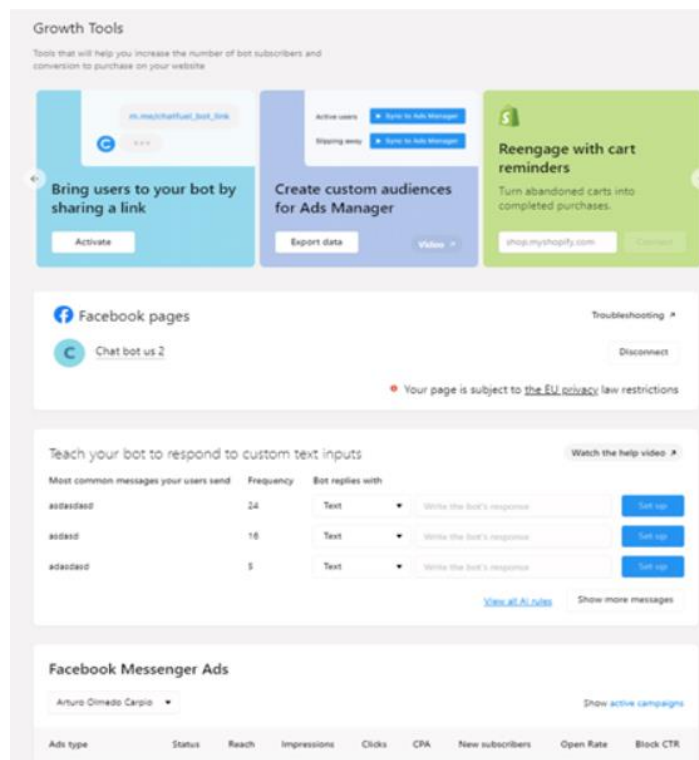 Growth Tools
Tools that will help you increase the number of bot subscribers and
conversion to purchase on your website
m.me/chatfuel_bot_link
Active users
Sync to Ads Manager
Slipping away
Sync to Ads Manager
Bring users to your bot by
sharing a link
Activate
Create custom audiences
for Ads Manager
Export data
Video
Reengage with cart
reminders
Turn abandoned carts into
completed purchases.
shop.myshopify.com
Connect
Facebook pages
Troubleshooting
C
Chat bot us 2
Disconnect
Your page is subject to the EU privacy law restrictions
Teach your bot to respond to custom text inputs
Watch the help video
Most common messages your users send Frequency Bot replies with
asdasdasd 24 Text Write the bot's response Set up
asdasd 16 Text Write the bot's response Set up
adasdasd 5 Text Write the bot's response Set up
View all AI rules
Show more messages
Facebook Messenger Ads
Arturo Olmedo Carpio
Show active campaigns
Ads type Status Reach Impressions Clicks CPA New subscribers Open Rate Block CTR